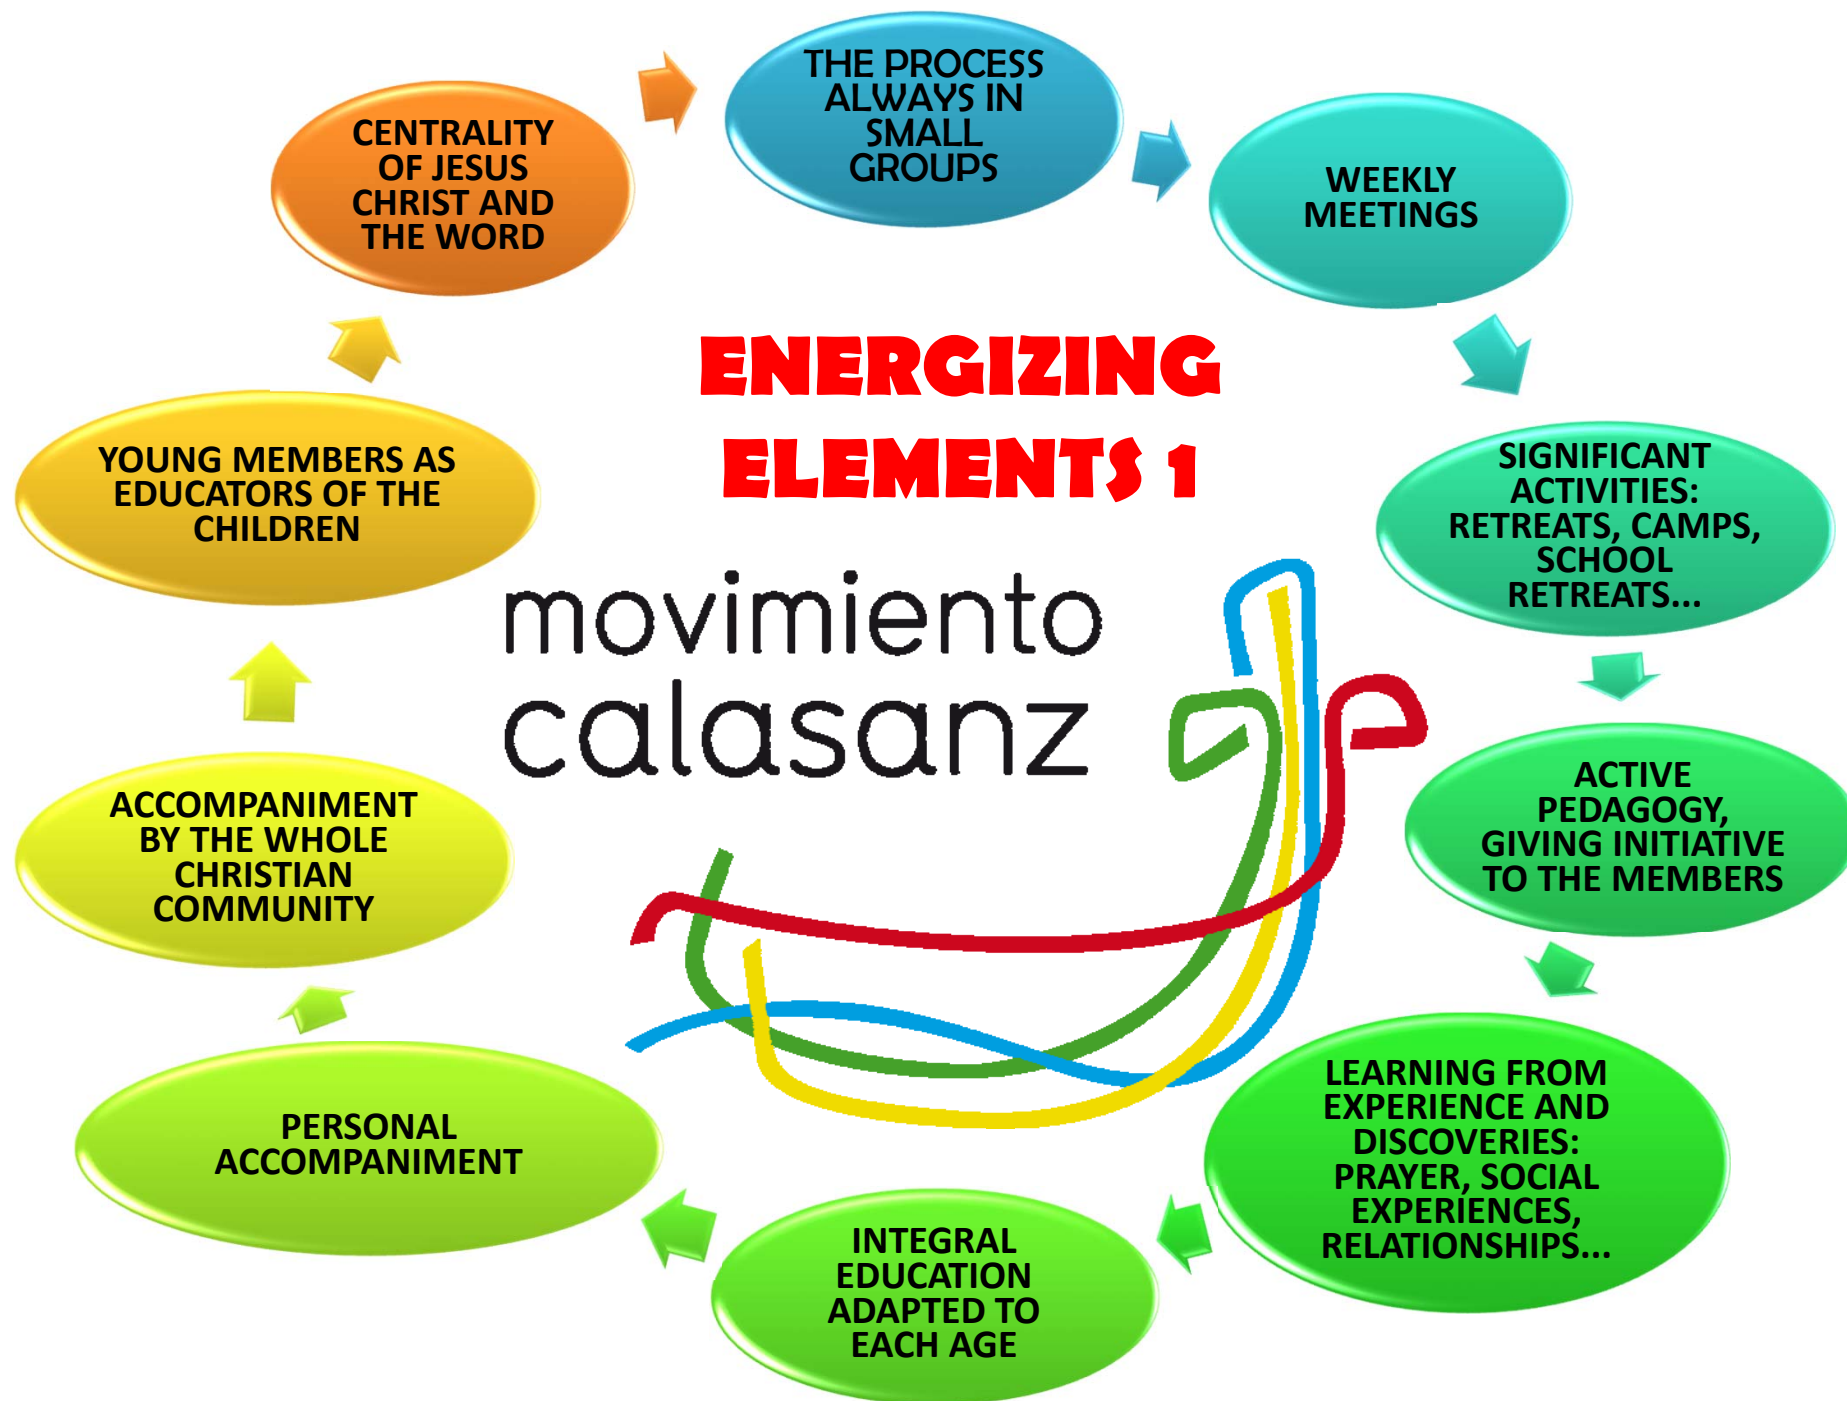 THE PROCESS
ALWAYS IN
SMALL
GROUPS
WEEKLY
MEETINGS
SIGNIFICANT
ACTIVITIES:
RETREATS, CAMPS,
SCHOOL
RETREATS...
ACTIVE
PEDAGOGY,
GIVING INITIATIVE
TO THE MEMBERS
LEARNING FROM
EXPERIENCE AND
DISCOVERIES:
PRAYER, SOCIAL
EXPERIENCES,
RELATIONSHIPS...
INTEGRAL
EDUCATION
ADAPTED TO
EACH AGE
PERSONAL
ACCOMPANIMENT
ACCOMPANIMENT
BY THE WHOLE
CHRISTIAN
COMMUNITY
YOUNG MEMBERS AS
EDUCATORS OF THE
CHILDREN
CENTRALITY
OF JESUS
CHRIST AND
THE WORD
ENERGIZING
ELEMENTS 1
movimiento
calasanz